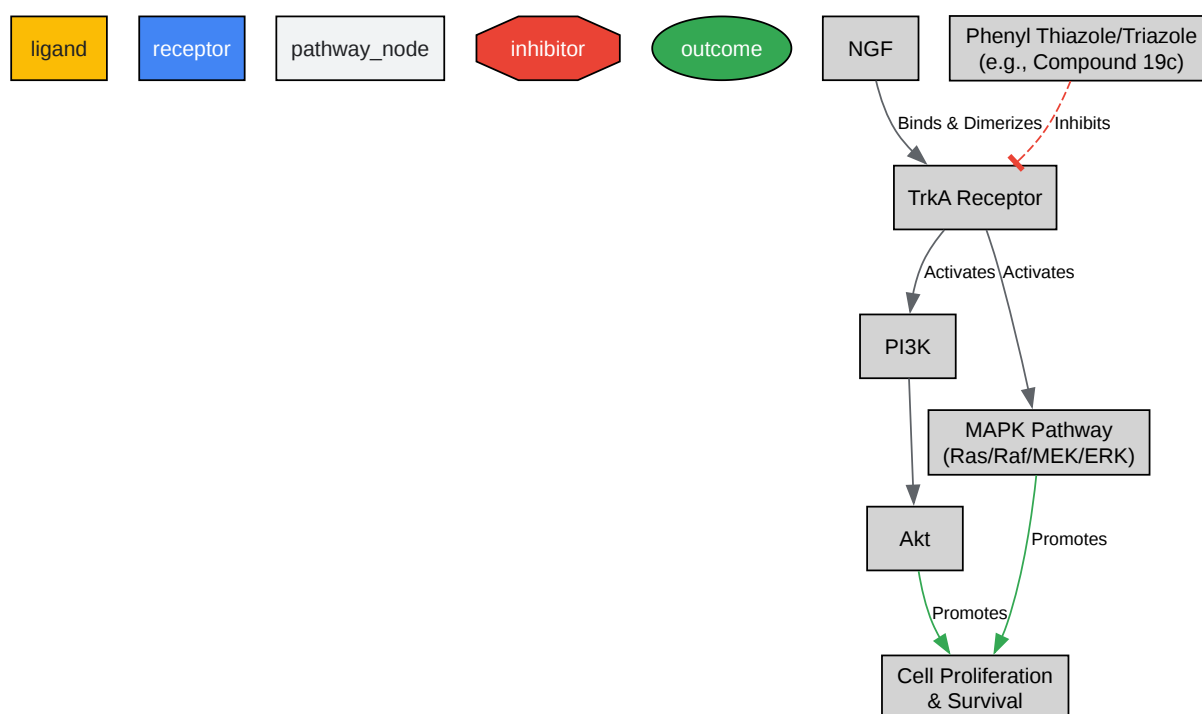 ligand
receptor
pathway_node
inhibitor
outcome
NGF
Phenyl Thiazole/Triazole
(e.g., Compound 19c)
Binds & Dimerizes
Inhibits
TrkA Receptor
Activates
Activates
PI3K
MAPK Pathway
(Ras/Raf/MEK/ERK)
Akt
Promotes
Promotes
Cell Proliferation
& Survival